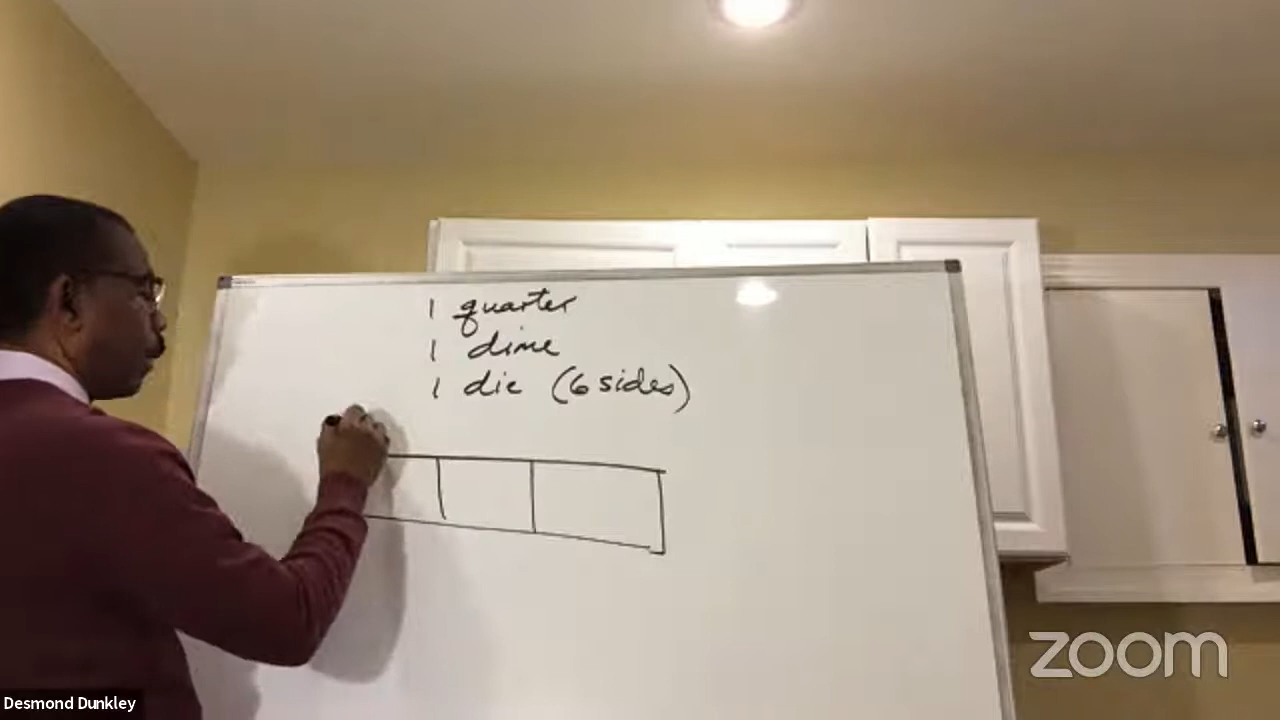 1 quarter
1 dime
1 die (6 sides)
Desmond Dunkley
zoom